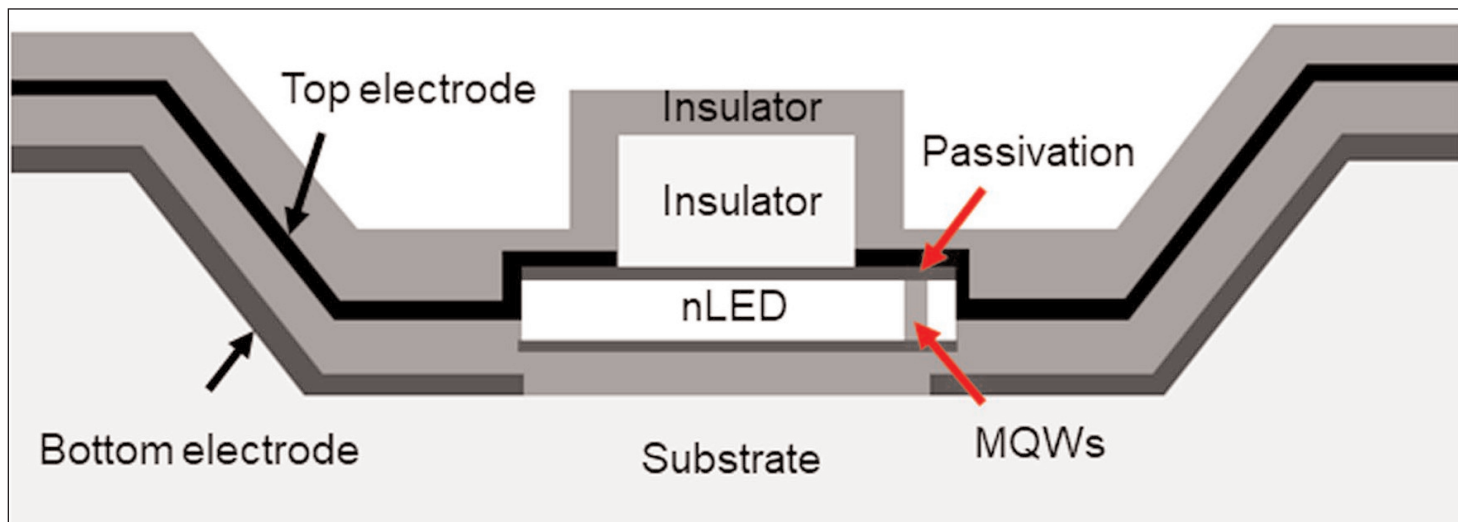 Top electrode
Insulator
Passivation
Insulator
nLED
Bottom electrode
Substrate
MQWs